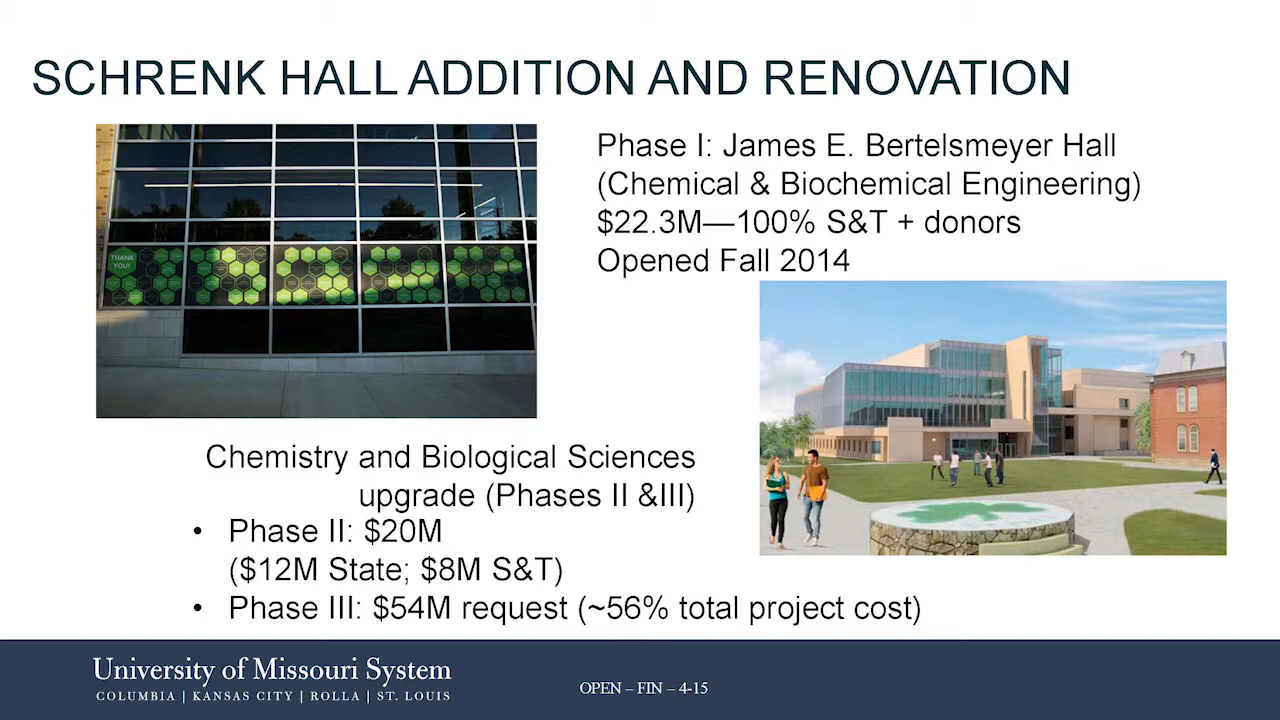 SCHRENK HALL ADDITION AND RENOVATION
Phase I: James E. Bertelsmeyer Hall
(Chemical & Biochemical Engineering)
$22.3M—100% S&T + donors
Opened Fall 2014
THANK
YOU!
Chemistry and Biological Sciences
upgrade (Phases II &III)
• Phase II: $20M
($12M State; $8M S&T)
• Phase III: $54M request (~56% total project cost)
University of Missouri System
COLUMBIA | KANSAS CITY | ROLLA | ST. LOUIS
OPEN – FIN – 4-15